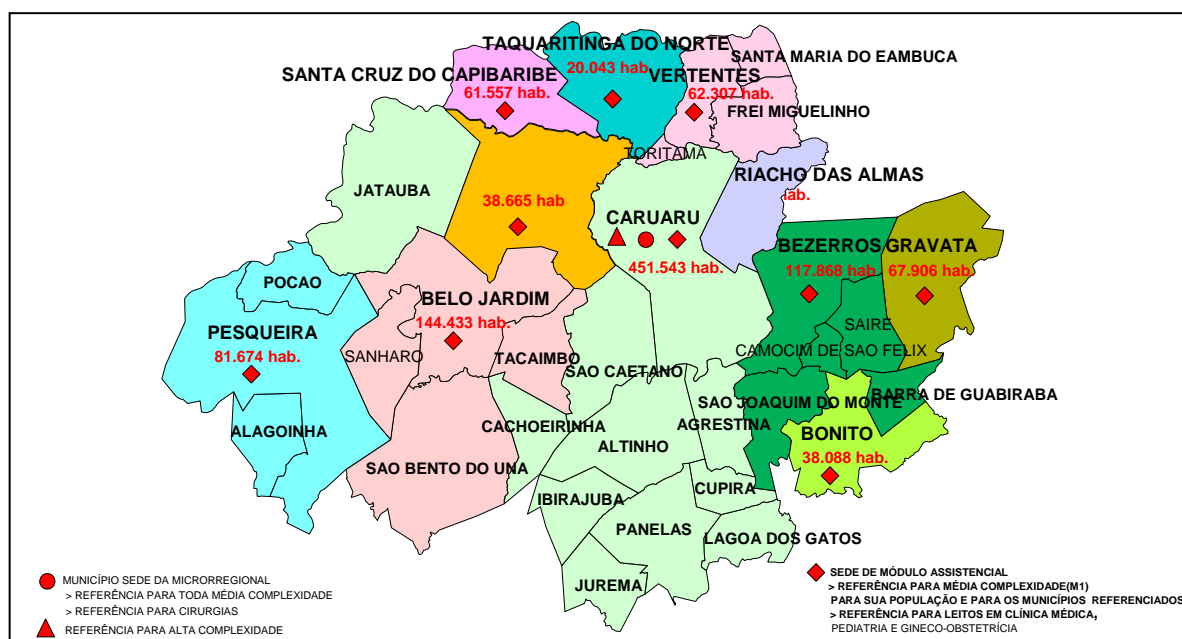 TAQUARITINGA DO NORTE
20.043 hab.
SANTA MARIA DO EAMBUCA
SANTA CRUZ DO CAPIBARIBE
61.557 hab.
VERTENTES
62.307 hab.
FREI MIGUELINHO
TORITAMA
RIACHO DAS ALMAS
hab.
JATAUBA
38.665 hab
CARUARU
451.543 hab.
BEZERROS
117.868 hab
GRAVATA
67.906 hab.
POCAO
BELO JARDIM
144.433 hab.
PESQUEIRA
81.674 hab.
SANHARO
TACAIMBO
SAIRE
CAMOCIM DE SAO FELIX
SAO CAETANO
SAO JOAQUIM DO MONTE
BARRA DE GUABIRABA
ALAGOINHA
CACHOEIRINHA
ALTINHO
AGRESTINA
BONITO
38.088 hab.
SAO BENTO DO UNA
CUPIRA
IBIRAJUBA
PANELAS
LAGOA DOS GATOS
JUREMA
MUNICÍPIO SEDE DA MICRORREGIONAL
> REFERÊNCIA PARA TODA MÉDIA COMPLEXIDADE
> REFERÊNCIA PARA CIRURGIAS
REFERÊNCIA PARA ALTA COMPLEXIDADE
SEDE DE MÓDULO ASSISTENCIAL
> REFERÊNCIA PARA MÉDIA COMPLEXIDADE(M1)
PARA SUA POPULAÇÃO E PARA OS MUNICÍPIOS REFERENCIADOS
> REFERÊNCIA PARA LEITOS EM CLÍNICA MÉDICA,
PEDIATRIA E GINECO-OBSTETRÍCIA